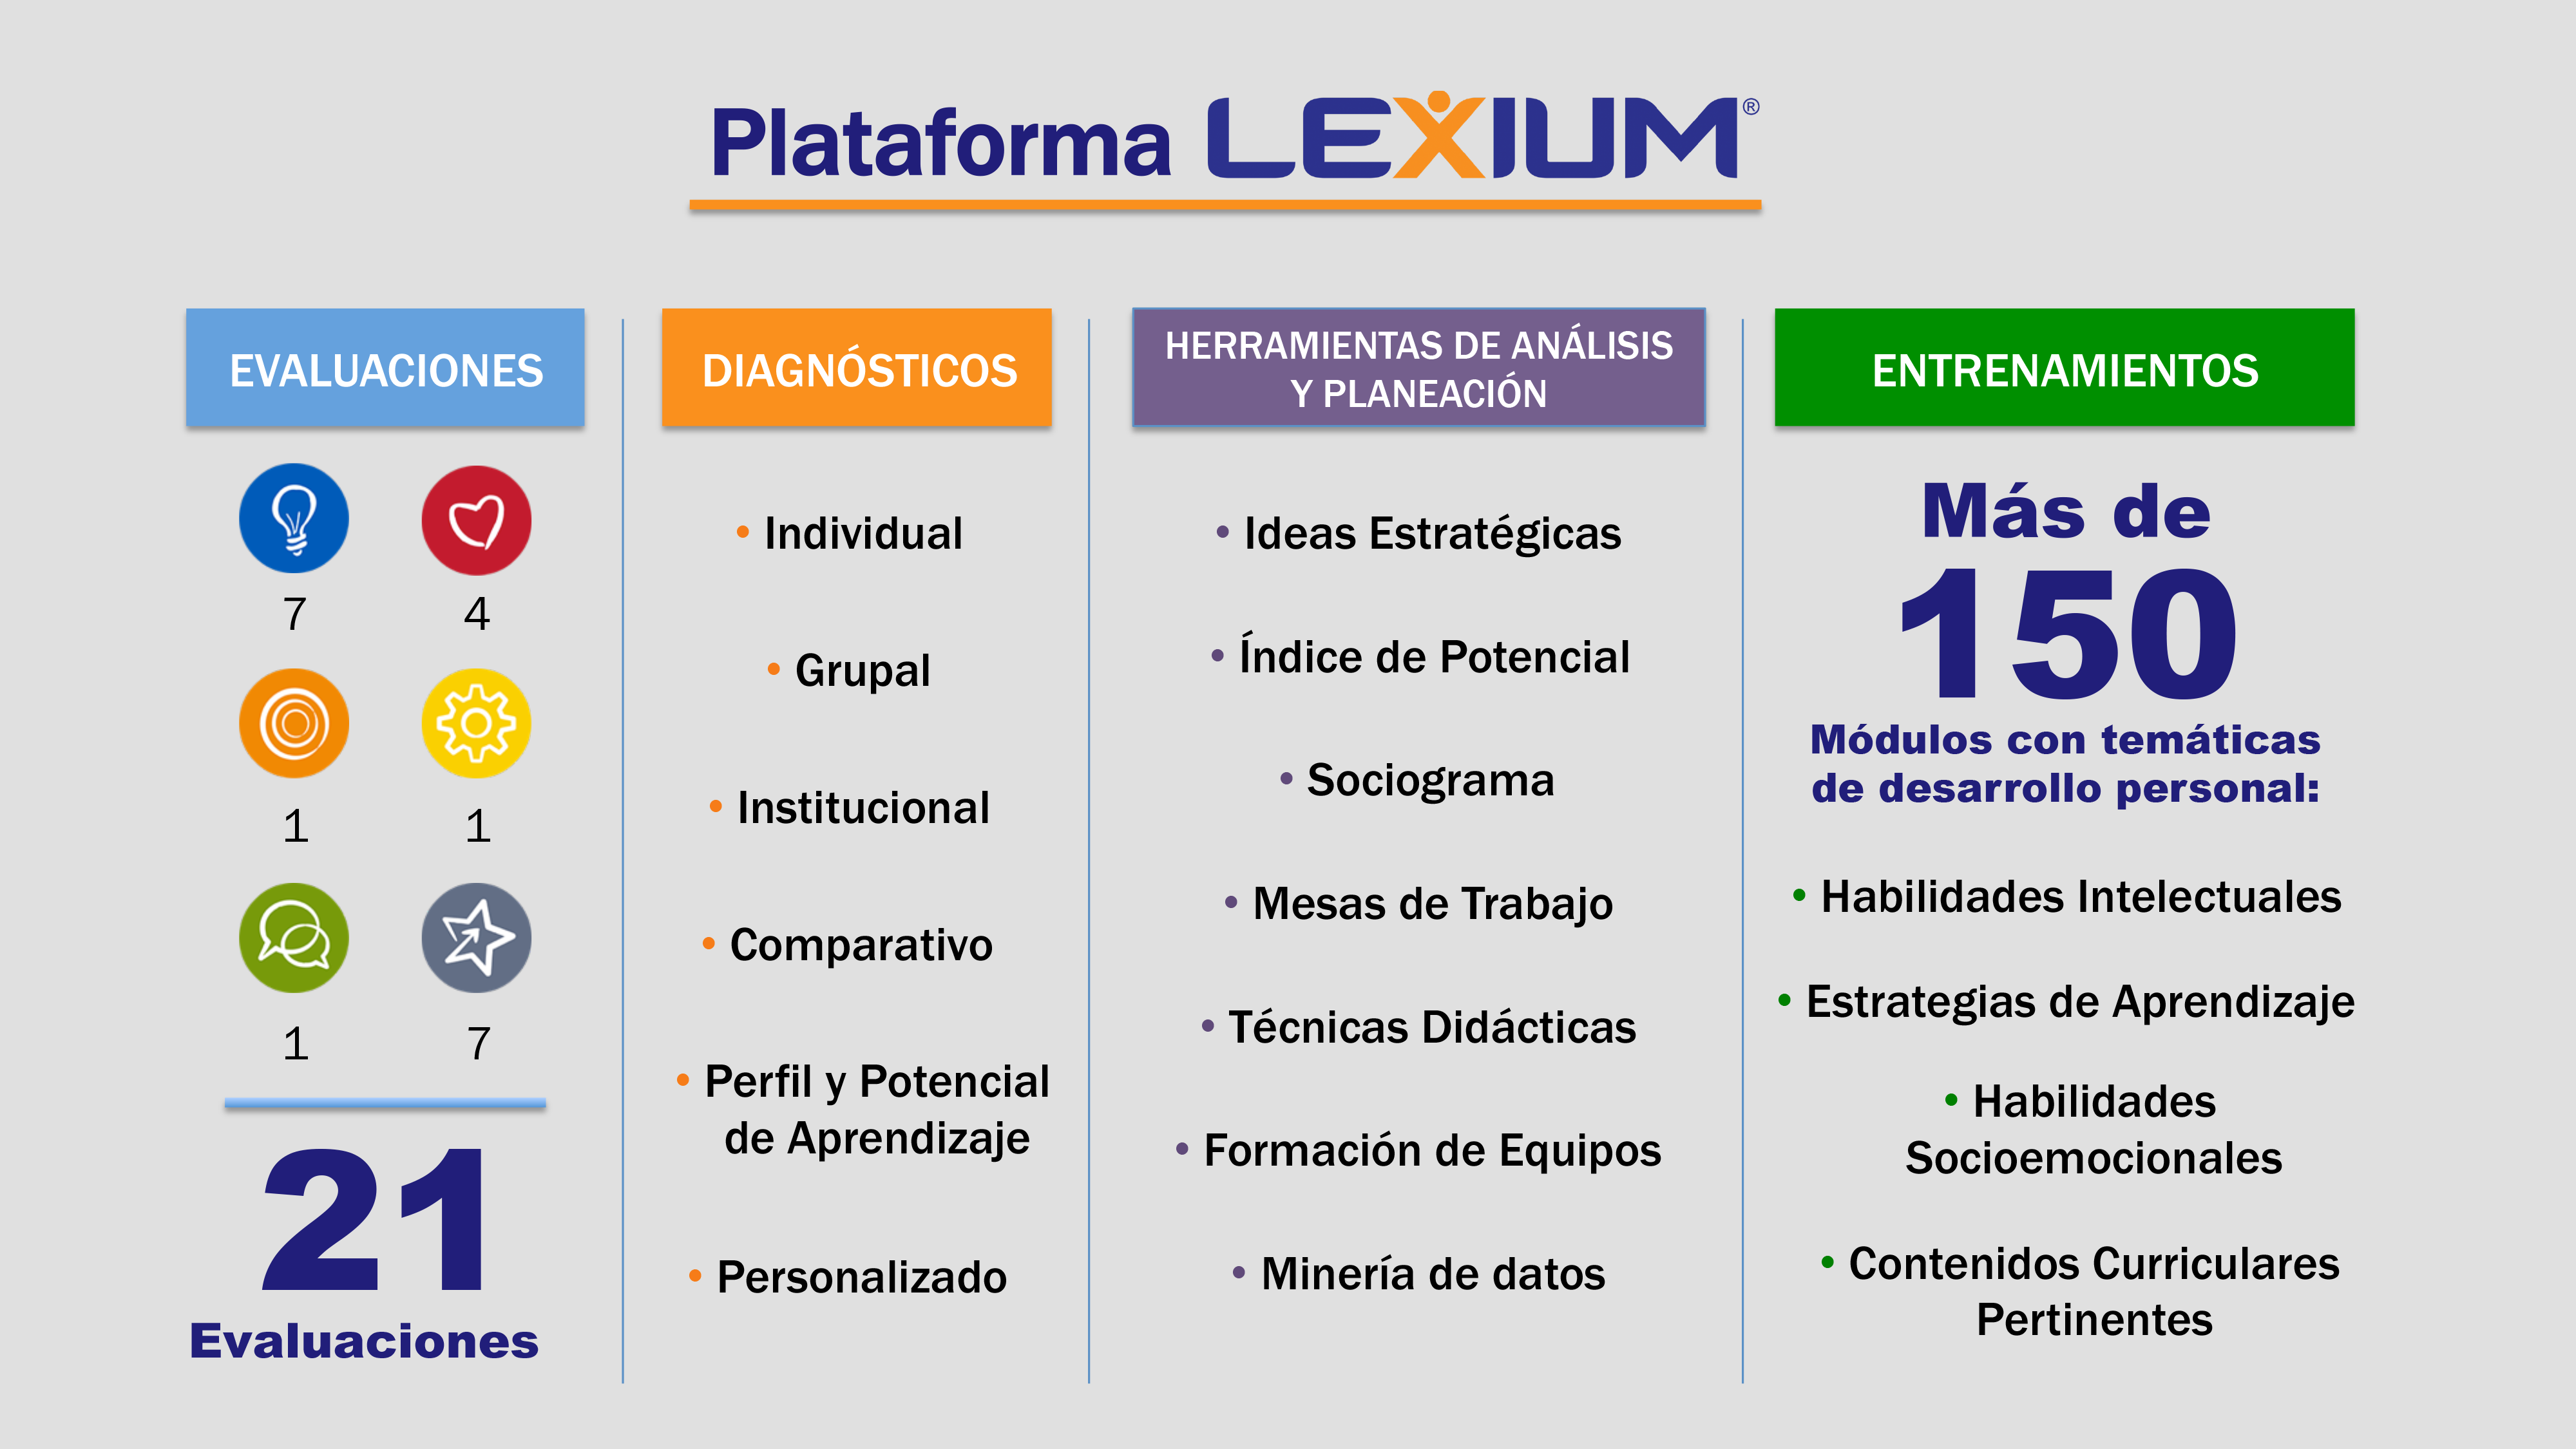 Plataforma LEXIUM®
EVALUACIONES
7 4
1 1
1 7
21
Evaluaciones
DIAGNÓSTICOS
• Individual
• Grupal
• Institucional
• Comparativo
• Perfil y Potencial
de Aprendizaje
• Personalizado
HERRAMIENTAS DE ANÁLISIS
Y PLANEACIÓN
• Ideas Estratégicas
• Índice de Potencial
• Sociograma
• Mesas de Trabajo
• Técnicas Didácticas
• Formación de Equipos
• Minería de datos
ENTRENAMIENTOS
Más de
150
Módulos con temáticas
de desarrollo personal:
• Habilidades Intelectuales
• Estrategias de Aprendizaje
• Habilidades
Socioemocionales
• Contenidos Curriculares
Pertinentes